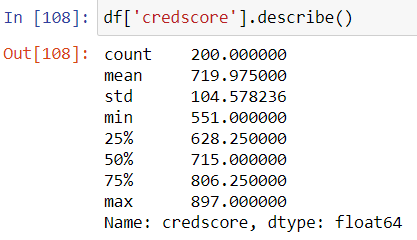 In [108]: df['credscore'].describe()
Out[108]: count 200.000000
mean 719.975000
std 104.578236
min 551.000000
25% 628.250000
50% 715.000000
75% 806.250000
max 897.000000
Name: credscore, dtype: float64